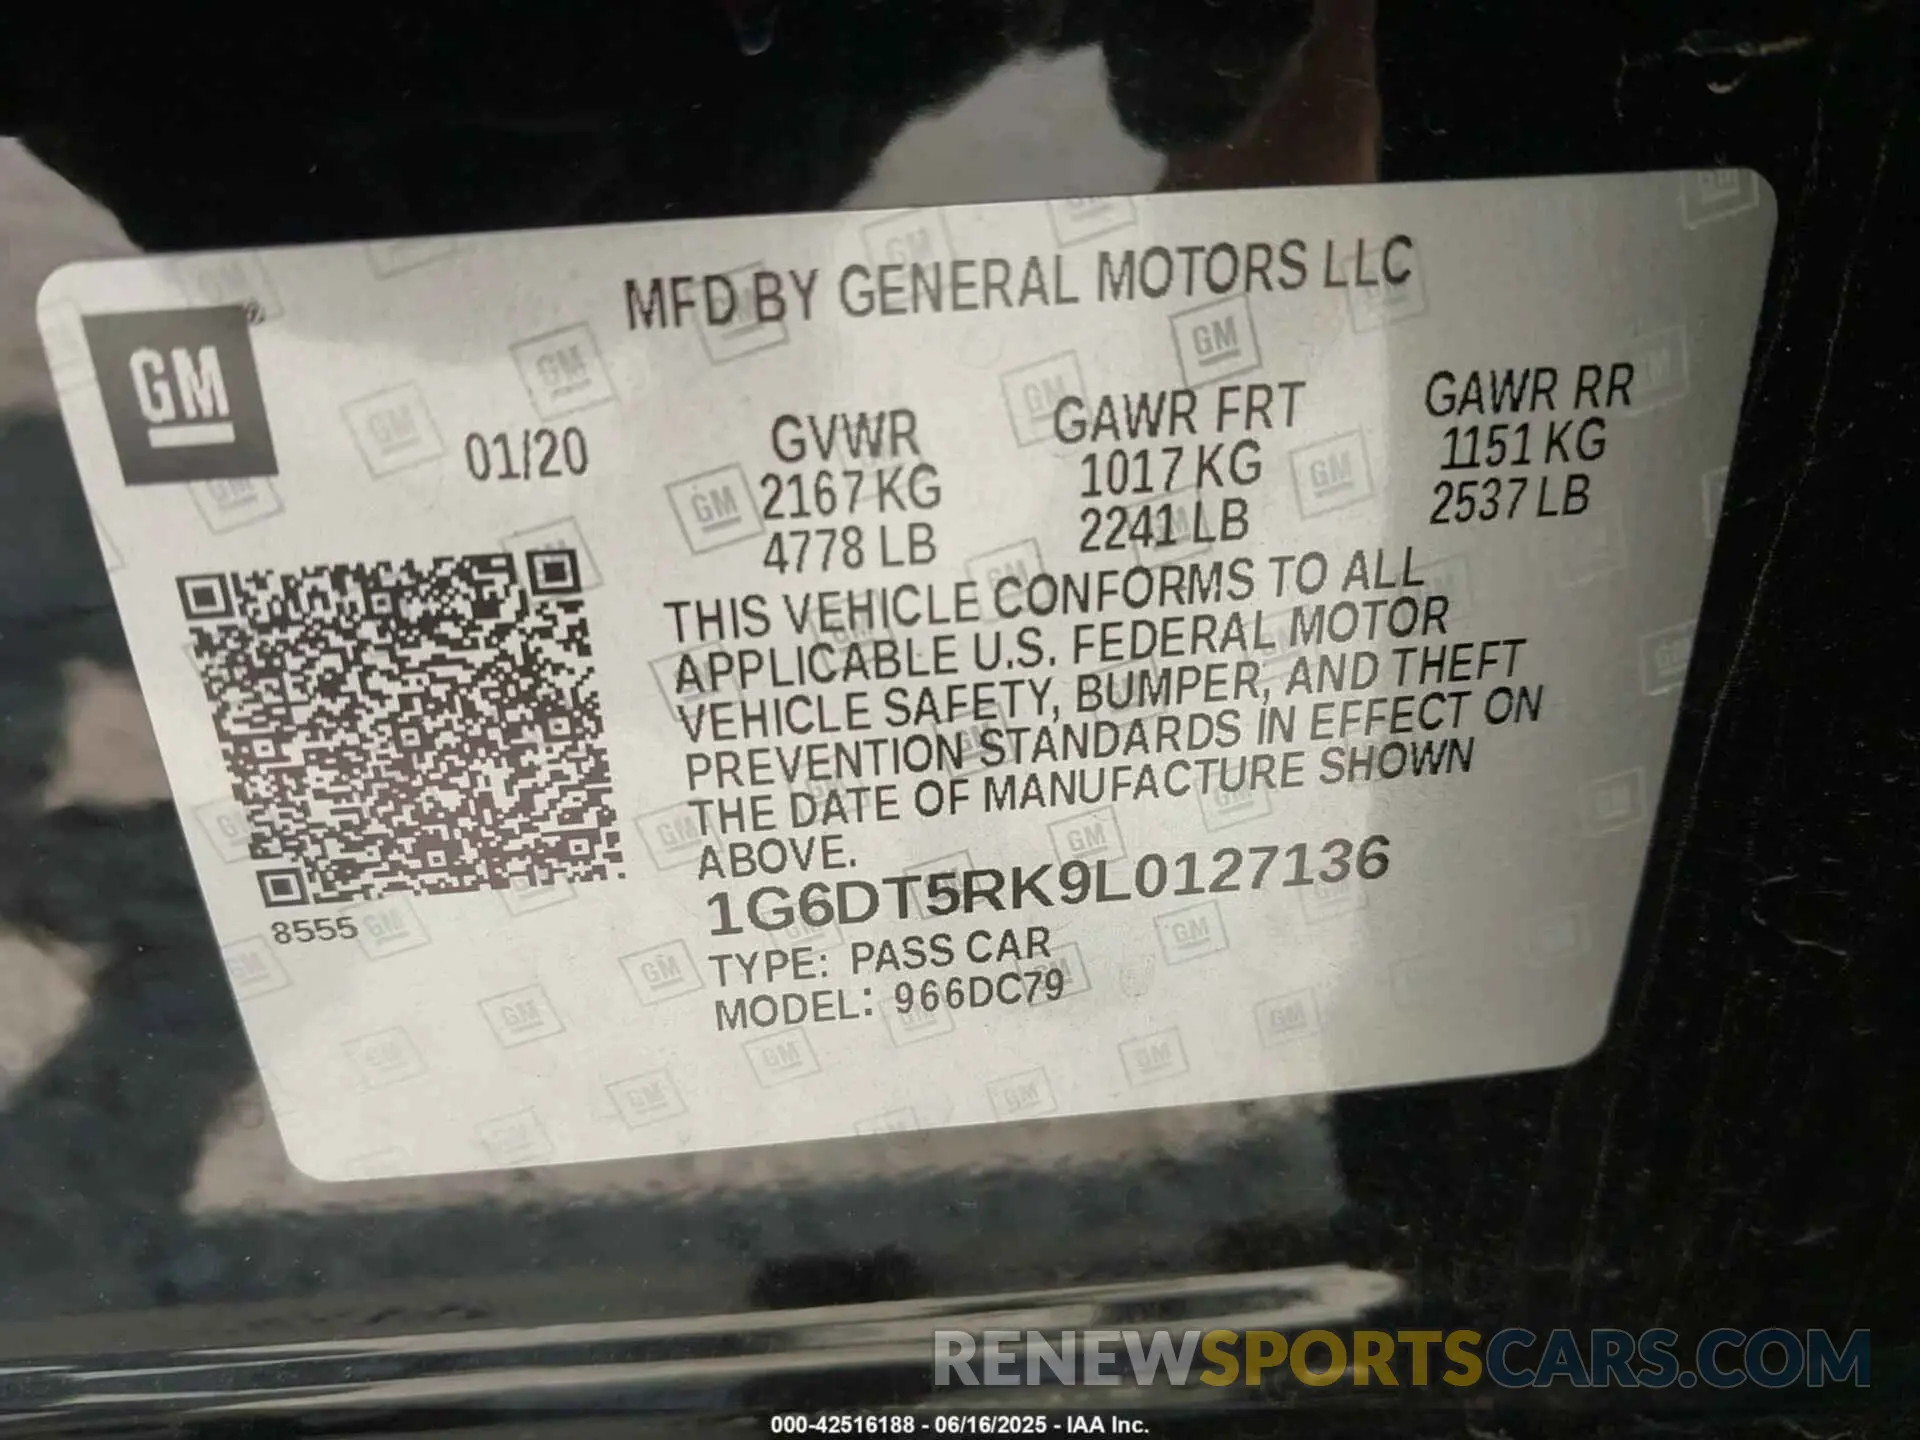 MFD BY GENERAL MOTORS LLC
GM
01/20
GVWR
2167 KG
4778 LB
GAWR FRT
1017 KG
2241 LB
GAWR RR
1151 KG
2537 LB
THIS VEHICLE CONFORMS TO ALL
APPLICABLE U.S. FEDERAL MOTOR
VEHICLE SAFETY, BUMPER, AND THEFT
PREVENTION STANDARDS IN EFFECT ON
THE DATE OF MANUFACTURE SHOWN
ABOVE.
1G6DT5RK9L0127136
TYPE: PASS CAR
MODEL: 966DC79
8555
RENEWSPORTSCARS.COM
000-42516188 - 06/16/2025 - IAA Inc.